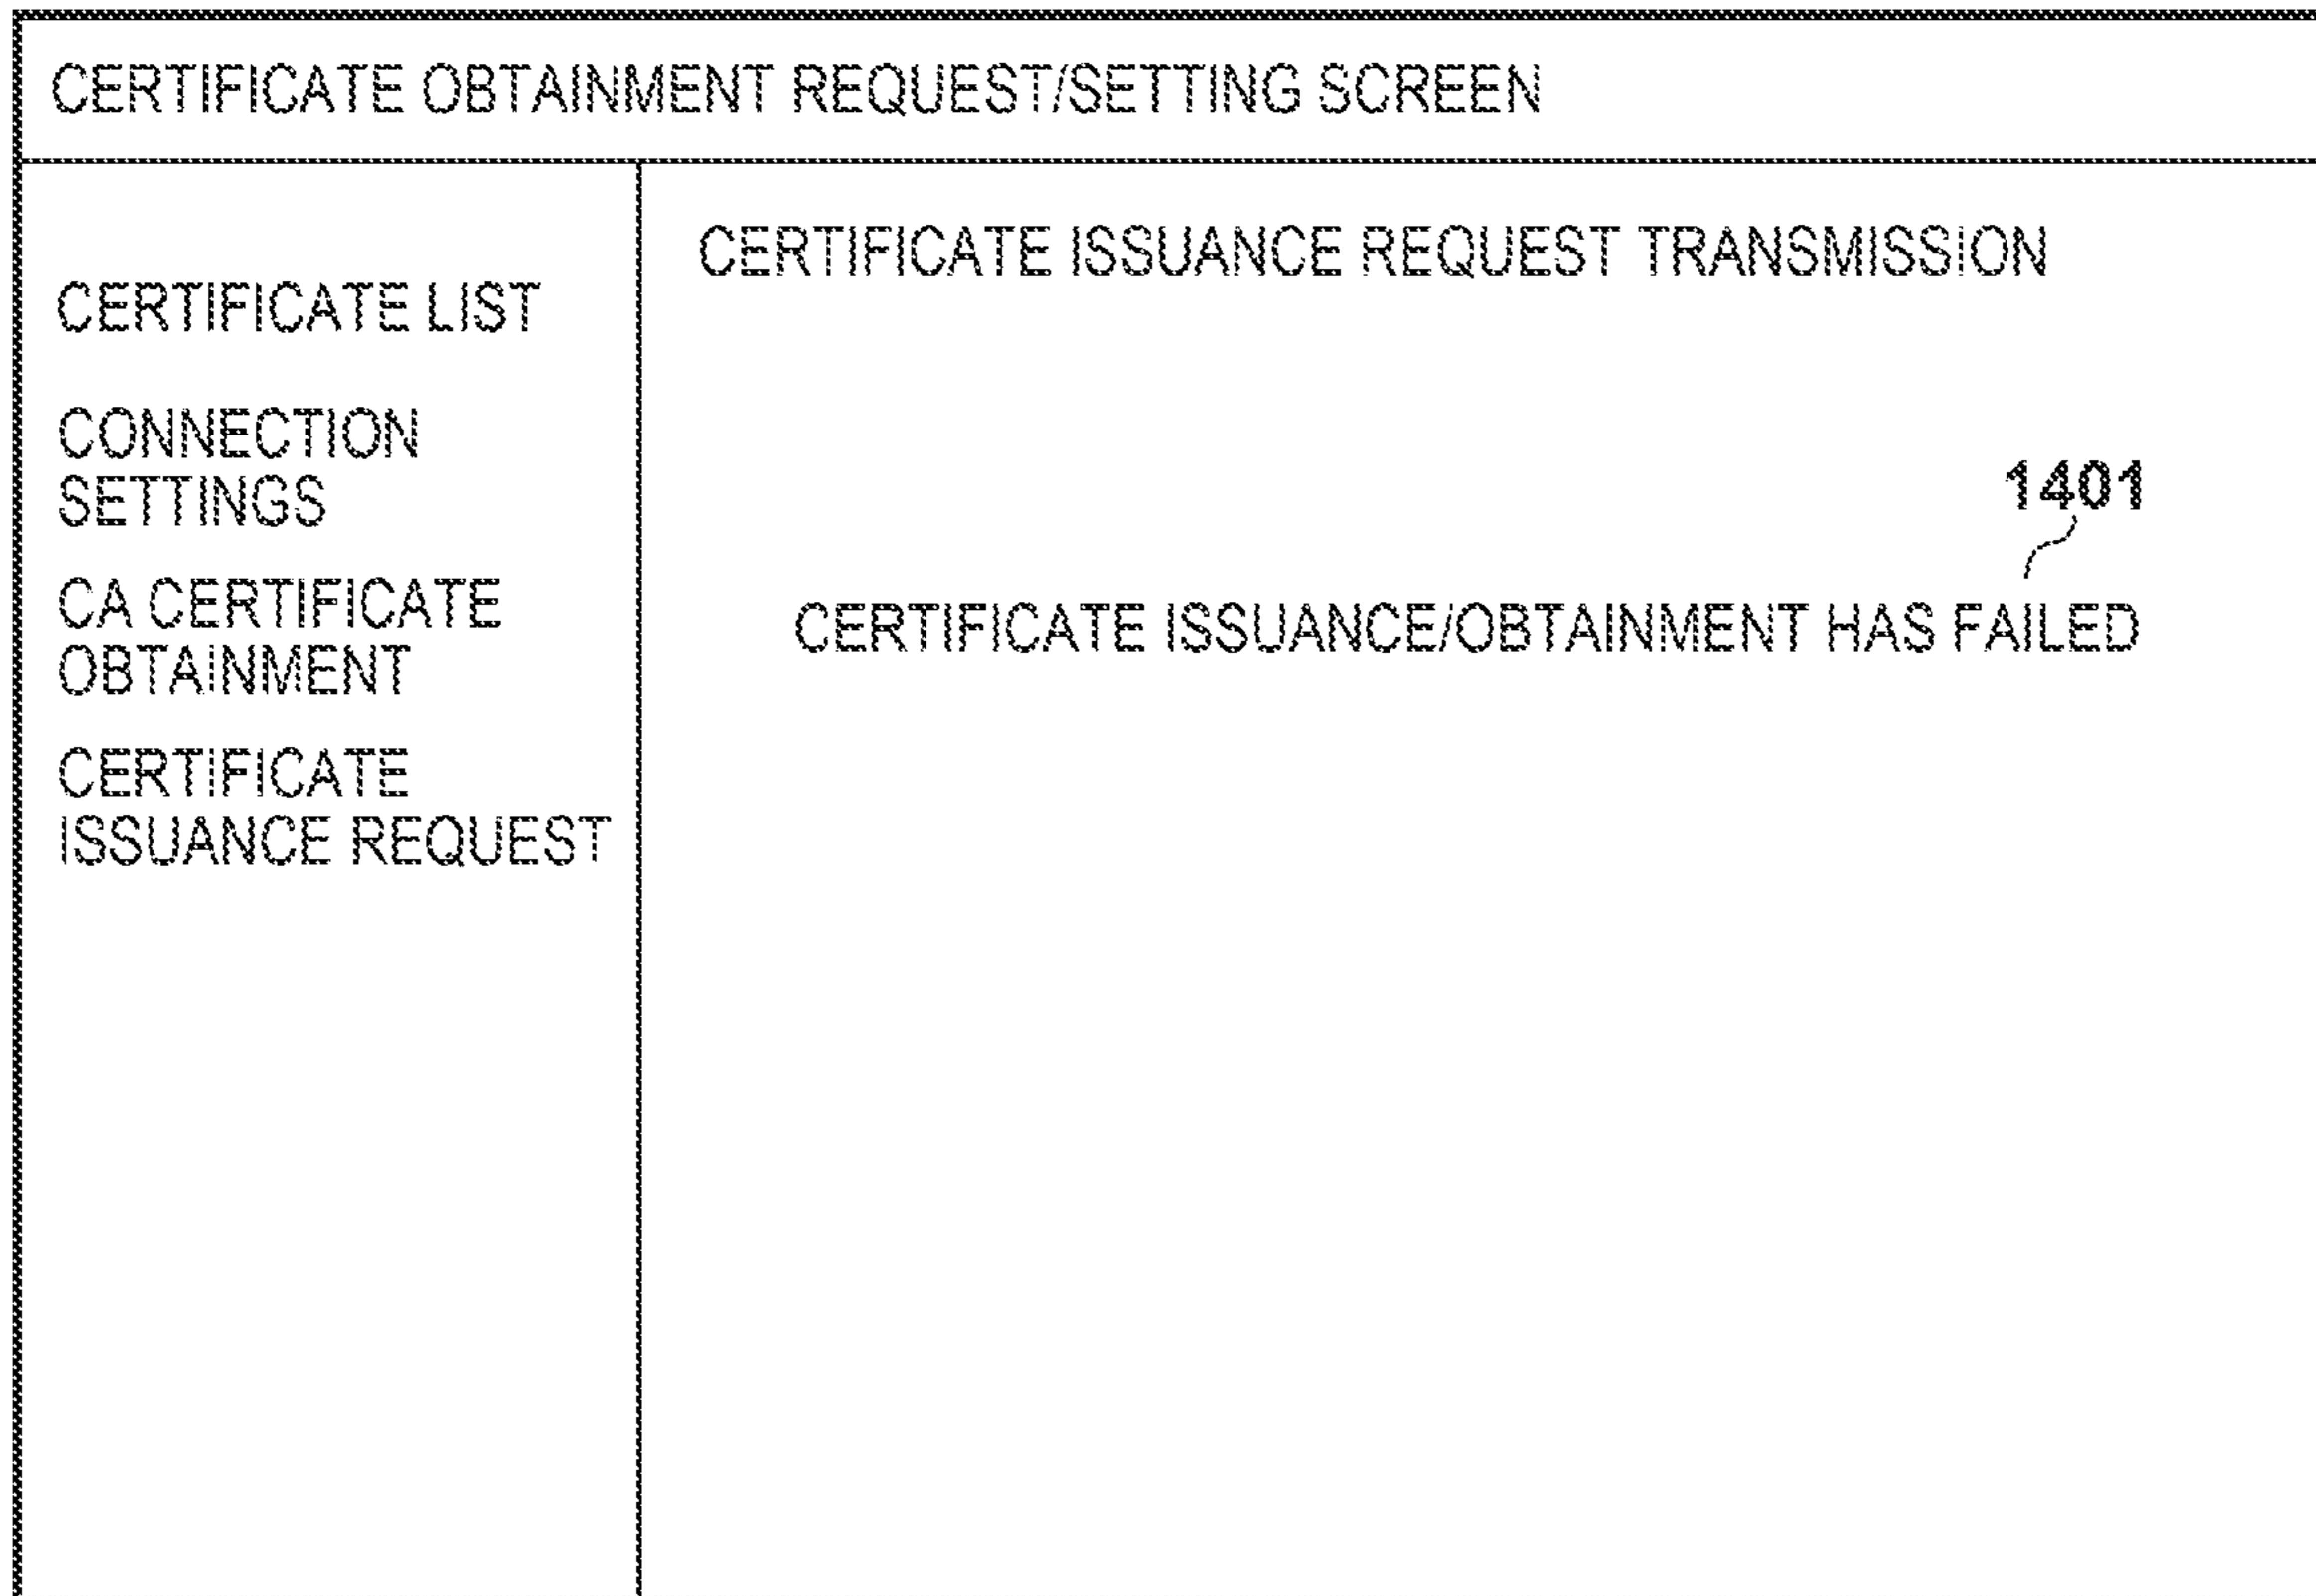 CERTIFICATE OBTAINMENT REQUEST/SETTING SCREEN
CERTIFICATE LIST
CONNECTION
SETTINGS
CA CERTIFICATE
OBTAINMENT
CERTIFICATE
ISSUANCE REQUEST
CERTIFICATE ISSUANCE REQUEST TRANSMISSION
1401
CERTIFICATE ISSUANCE/OBTAINMENT HAS FAILED